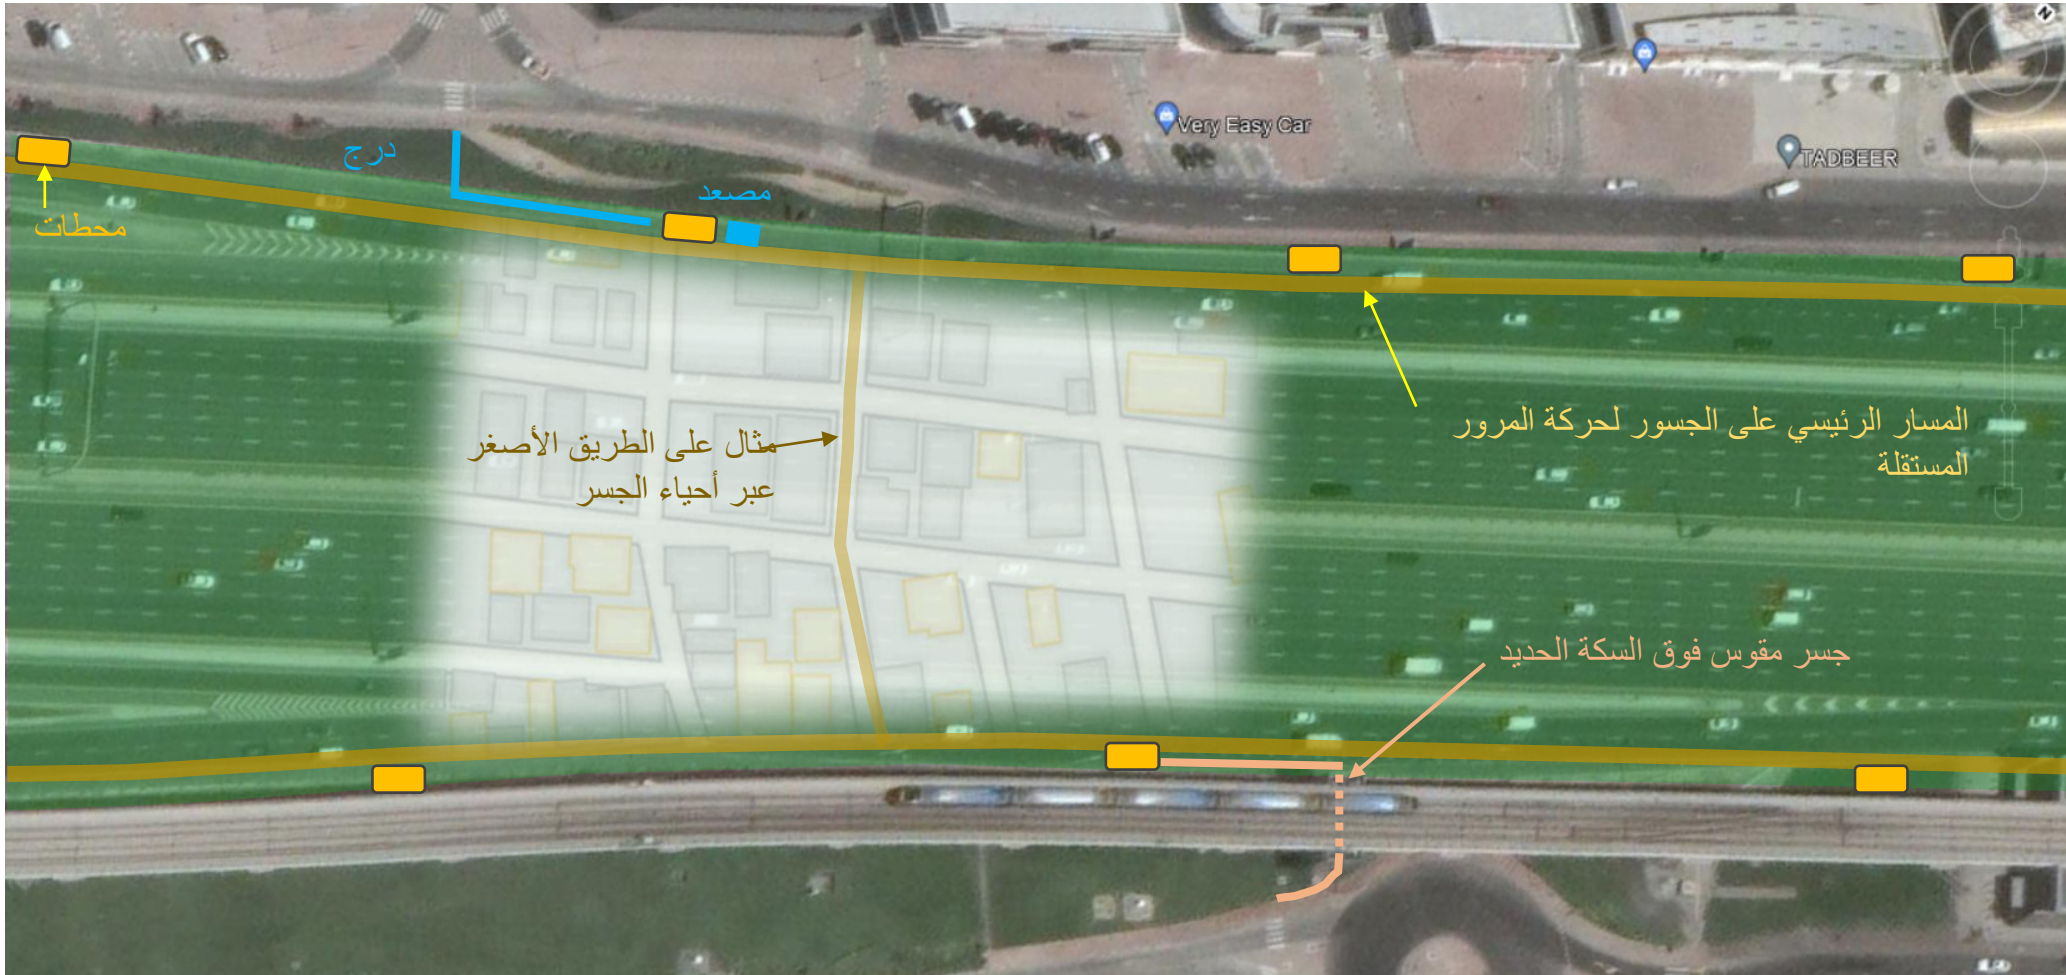 Very Easy Car
TADBEER
درج
مصعد
محطات
المسار الرئيسي على الجسور لحركة المرور
المستقلة
مثال على الطريق الأصغر
عبر أحياء الجسر
جسر مقوس فوق السكة الحديد
N